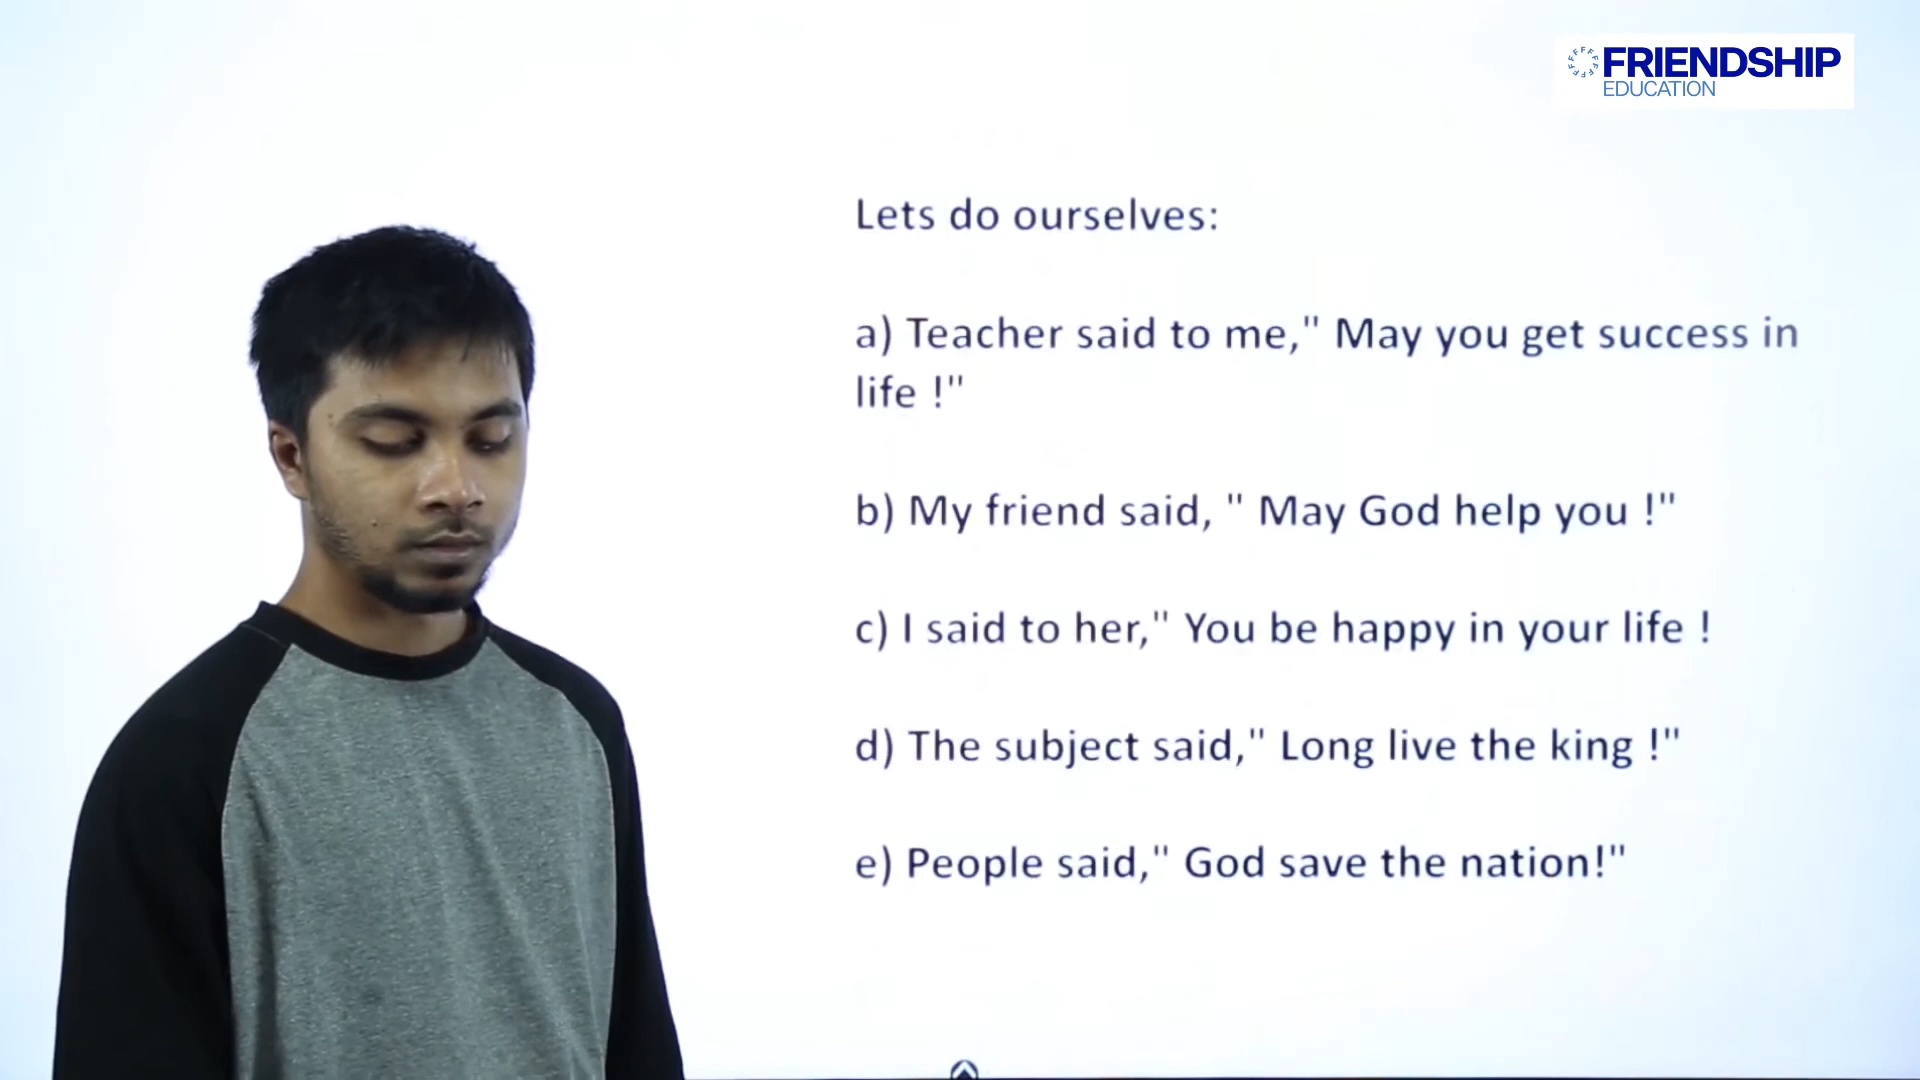 FRIENDSHIP
EDUCATION
Lets do ourselves:
a) Teacher said to me," May you get success in
life !"
b) My friend said, " May God help you !"
c) I said to her," You be happy in your life !
d) The subject said," Long live the king !"
e) People said," God save the nation!"